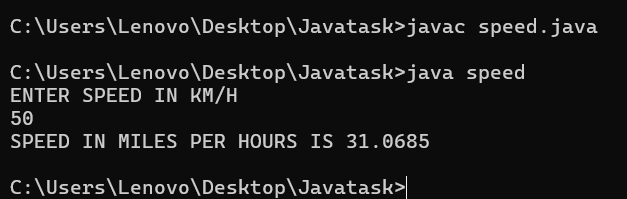 C:\Users\Lenovo\Desktop\Javatask>javac speed.java
C:\Users\Lenovo\Desktop\Javatask>java speed
ENTER SPEED IN KM/H
50
SPEED IN MILES PER HOURS IS 31.0685
C:\Users\Lenovo\Desktop\Javatask>